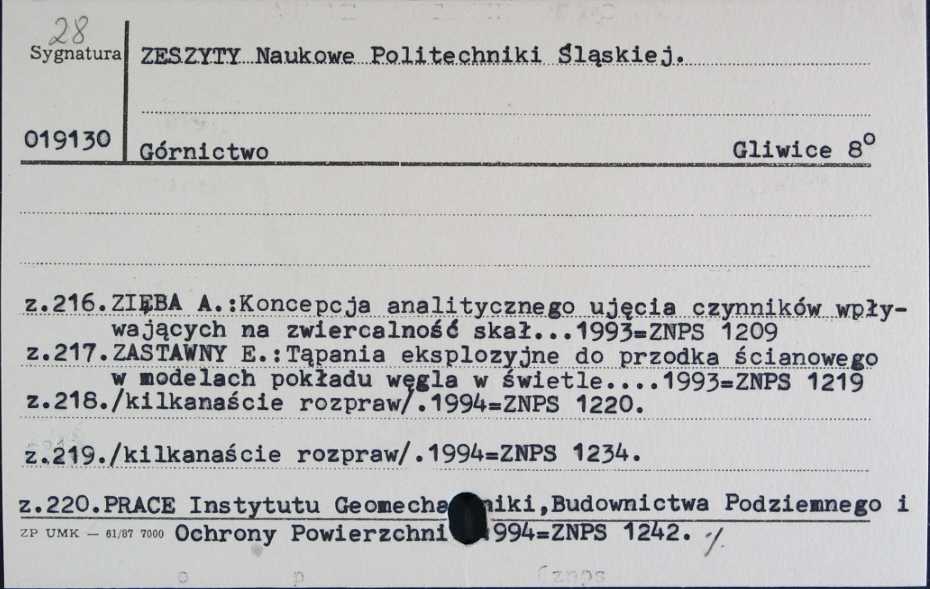 28
Sygnatura
ZESZYTY Naukowe Politechniki Śląskiej.
019130
Górnictwo Gliwice 8°
z.216.ZIĘBA A.:Koncepcja analitycznego ujęcia czynników wpły-
wających na zwiercalność skał...1993=ZNPS 1209
z.217.ZASTAWNY E.:Tąpania eksplozyjne do przodka ścianowego
w modelach pokładu węgla w świetle....1993=ZNPS 1219
z.218./kilkanaście rozpraw/.1994=ZNPS 1220.
z.219./kilkanaście rozpraw/.1994=ZNPS 1234.
z.220.PRACE Instytutu Geomechaniki,Budownictwa Podziemnego i
ZP UMK — 61/87 7000 Ochrony Powierzchni 1994=ZNPS 1242. ·/.